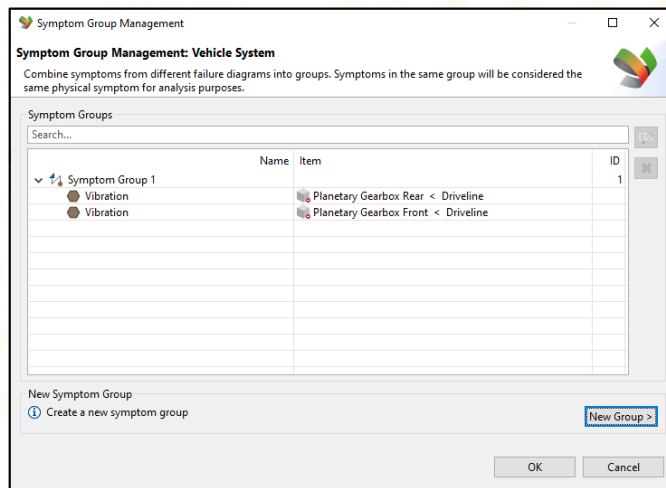 Symptom Group Management
Symptom Group Management: Vehicle System
Combine symptoms from different failure diagrams into groups. Symptoms in the same group will be considered the
same physical symptom for analysis purposes.
Symptom Groups
Search...
Name Item ID
Symptom Group 1 1
Vibration Planetary Gearbox Rear < Driveline
Vibration Planetary Gearbox Front < Driveline
New Symptom Group
Create a new symptom group
New Group >
OK Cancel